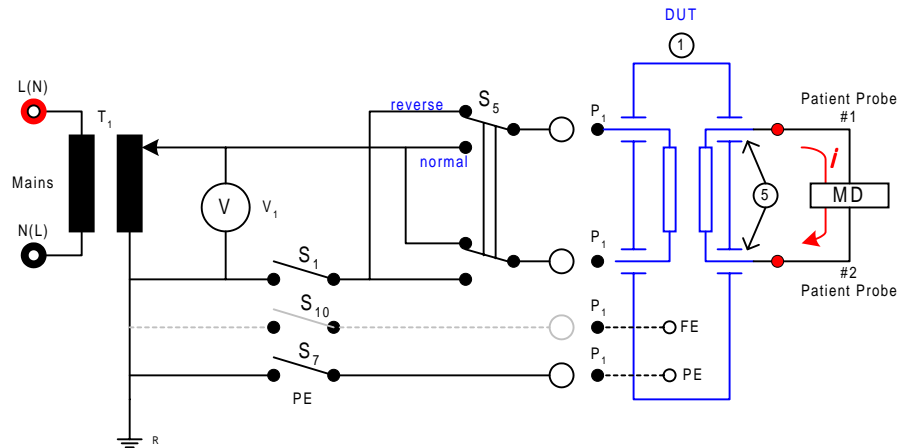 DUT
1
L(N)
T1
reverse
S5
P1
Patient Probe
#1
normal
i
Mains
V
V1
5
MD
N(L)
S1
P1
#2
Patient Probe
S10
P1
FE
S7
P1
PE
PE
R